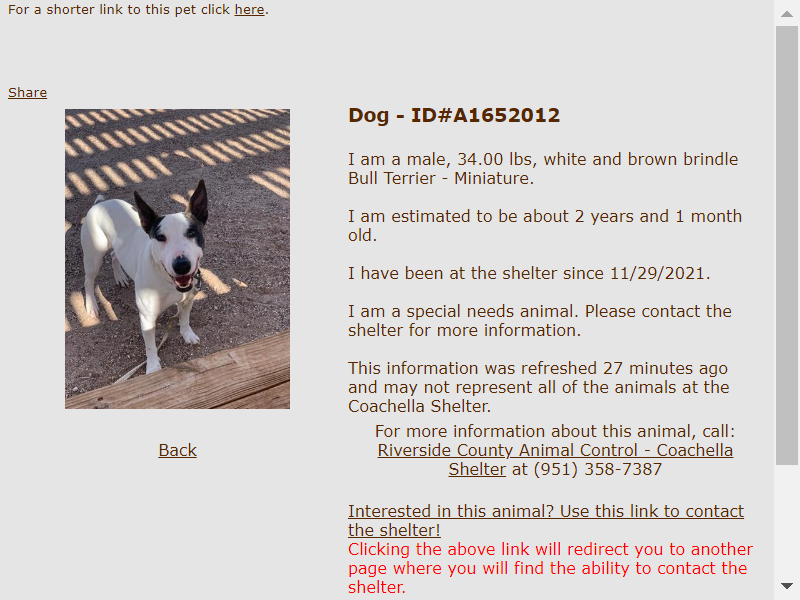 For a shorter link to this pet click here.
Share
Dog - ID#A1652012
I am a male, 34.00 lbs, white and brown brindle
Bull Terrier - Miniature.
I am estimated to be about 2 years and 1 month
old.
I have been at the shelter since 11/29/2021.
I am a special needs animal. Please contact the
shelter for more information.
This information was refreshed 27 minutes ago
and may not represent all of the animals at the
Coachella Shelter.
For more information about this animal, call:
Riverside County Animal Control - Coachella
Shelter at (951) 358-7387
Back
Interested in this animal? Use this link to contact
the shelter!
Clicking the above link will redirect you to another
page where you will find the ability to contact the
shelter.